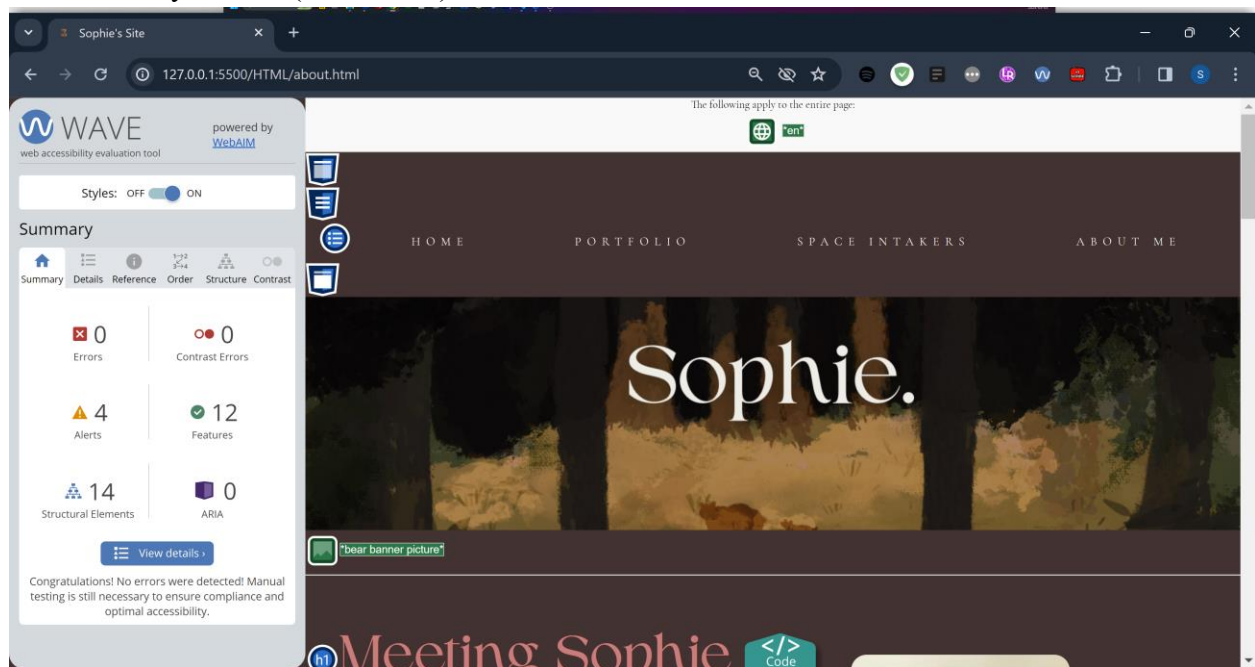 Sophie's Site
127.0.0.1:5500/HTML/about.html
S
WAVE
web accessibility evaluation tool
powered by
WebAIM
Styles: OFF ON
Summary
Summary Details Reference Order Structure Contrast
0
Errors
0
Contrast Errors
4
Alerts
12
Features
14
Structural Elements
0
ARIA
View details ›
Congratulations! No errors were detected! Manual
testing is still necessary to ensure compliance and
optimal accessibility.
The following apply to the entire page:
*en*
HOME PORTFOLIO SPACE INTAKERS ABOUT ME
Sophie.
*bear banner picture*
h1
Meeting Sophie
</>
Code